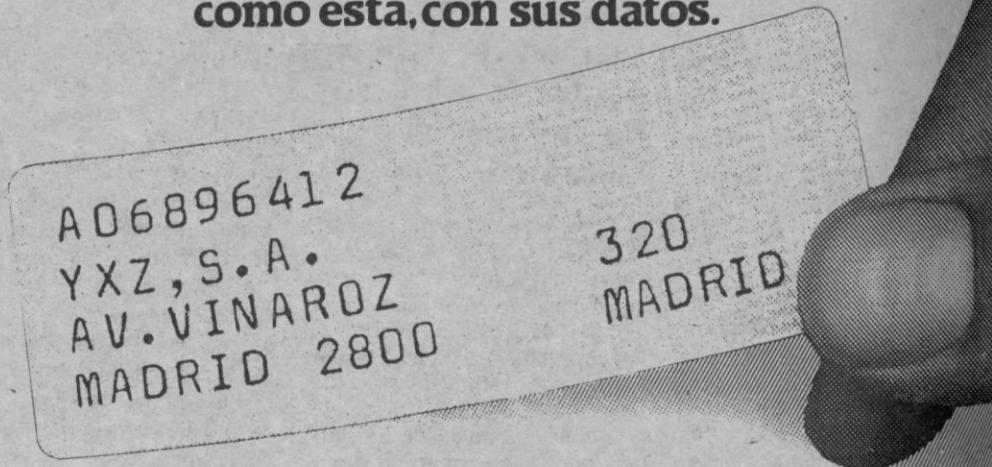 como esta, con sus datos.
A06896412
YXZ,S.A.
AV.VINAROZ 320
MADRID 2800 MADRID